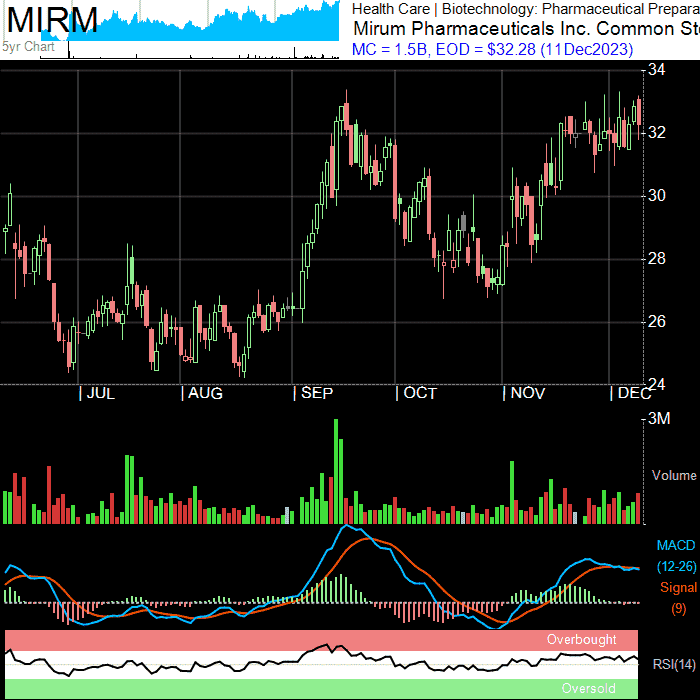 MIRM
5yr Chart
Health Care | Biotechnology: Pharmaceutical Prepara
Mirum Pharmaceuticals Inc. Common Sto
MC = 1.5B, EOD = $32.28 (11Dec2023)
34
32
30
28
26
24
| JUL | AUG | SEP | OCT | NOV | DEC
3M
Volume
MACD
(12-26)
Signal
(9)
Overbought
RSI(14)
Oversold